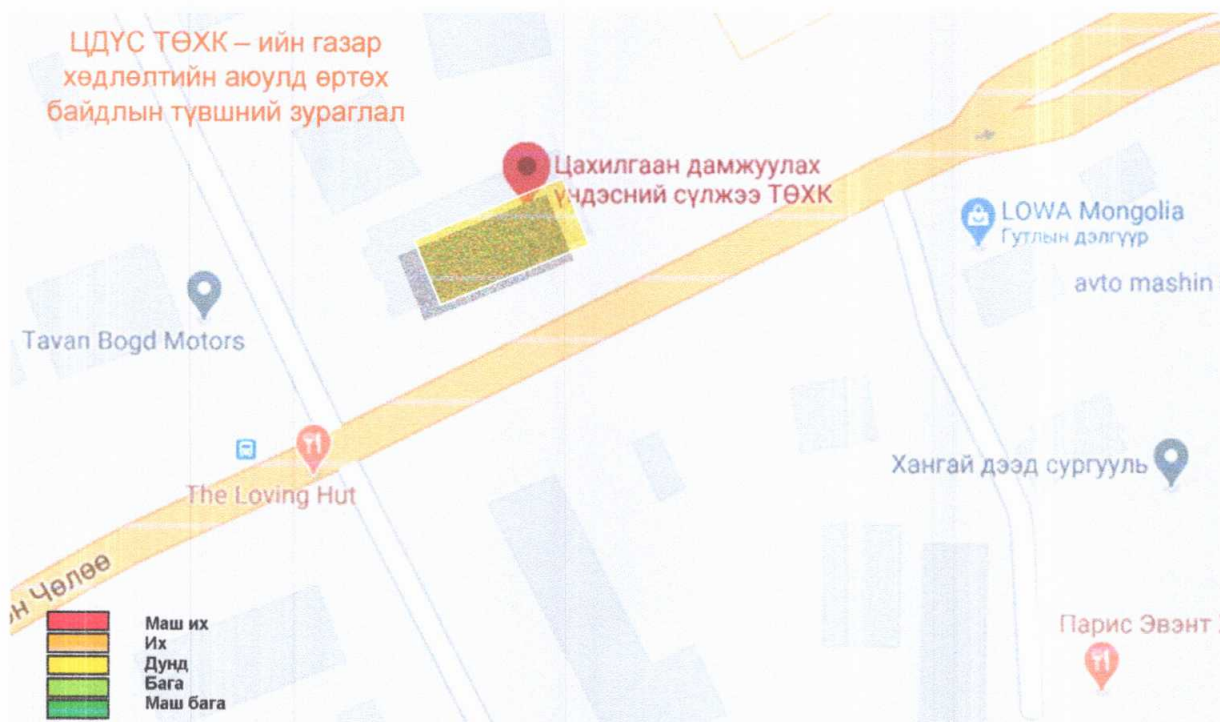 ЦДҮС ТӨХК – ийн газар
хөдлөлтийн аюулд өртөх
байдлын түвшний зураглал
Цахилгаан дамжуулах
үндэсний сүлжээ ТӨХК
LOWA Mongolia
Гутлын дэлгүүр
avto mashin
Tavan Bogd Motors
The Loving Hut
Хангай дээд сургууль
Чөлөө
Парис Эвэнт
Маш их
Их
Дунд
Бага
Маш бага